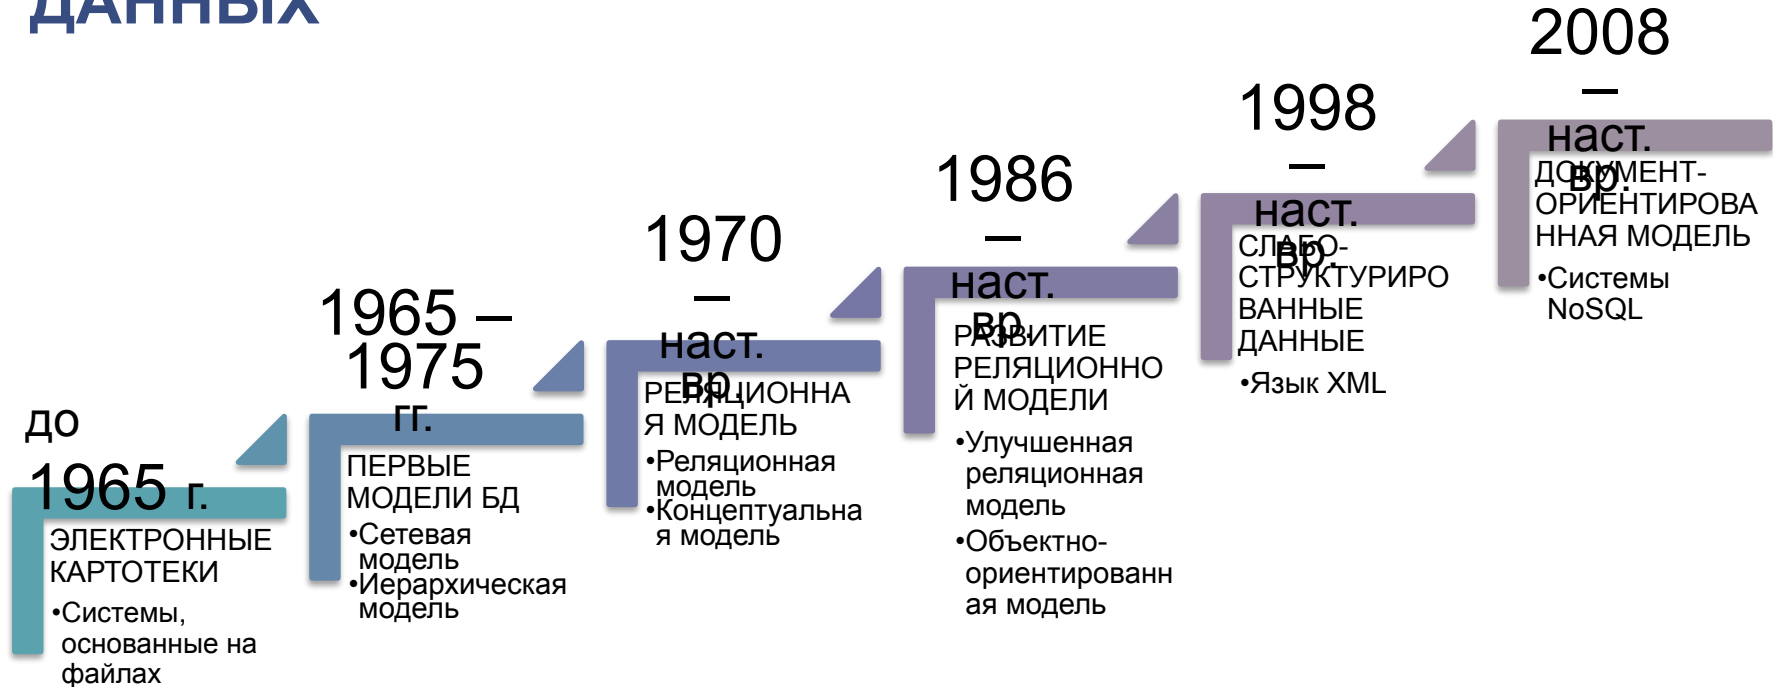 ДАННЫХ
до
1965 г.
ЭЛЕКТРОННЫЕ
КАРТОТЕКИ
•Системы,
основанные на
файлах
1965 –
1975
гг.
ПЕРВЫЕ
МОДЕЛИ БД
•Сетевая
модель
•Иерархическая
модель
1970
–
наст.
вр.
РЕЛЯЦИОННА
Я МОДЕЛЬ
•Реляционная
модель
•Концептуальна
я модель
1986
–
наст.
вр.
РАЗВИТИЕ
РЕЛЯЦИОННО
Й МОДЕЛИ
•Улучшенная
реляционная
модель
•Объектно-
ориентированн
ая модель
1998
–
наст.
вр.
СЛАБО-
СТРУКТУРИРО
ВАННЫЕ
ДАННЫЕ
•Язык XML
2008
–
наст.
вр.
ДОКУМЕНТ-
ОРИЕНТИРОВА
ННАЯ МОДЕЛЬ
•Системы
NoSQL